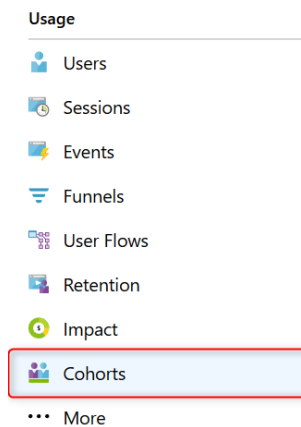 Usage
Users
Sessions
Events
Funnels
User Flows
Retention
Impact
Cohorts
More